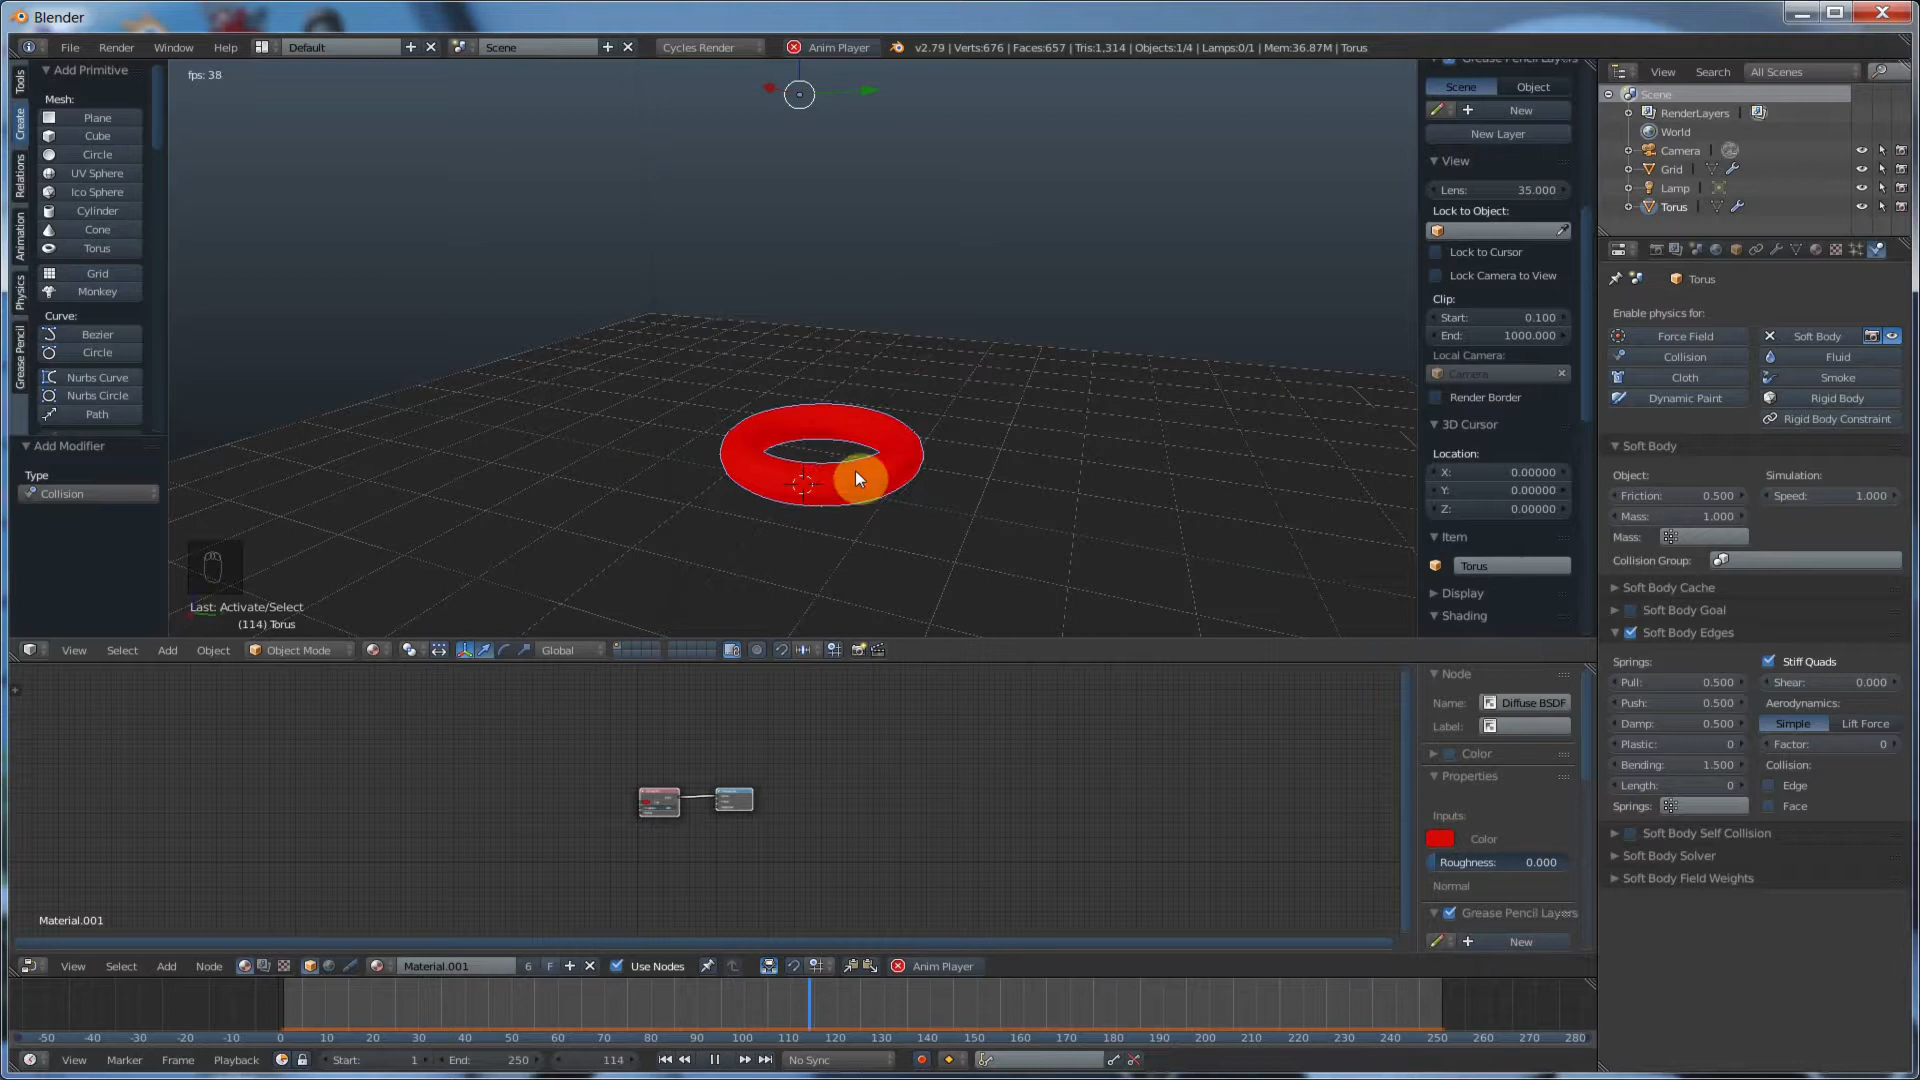 Blender
File Render Window Help Default Scene Cycles Render Anim Player v2.79 | Verts:676 | Faces:657 | Tris:1,314 | Objects:1/4 | Lamps:0/1 | Mem:36.87M | Torus
Add Primitive
Mesh:
Plane
Cube
Circle
UV Sphere
Ico Sphere
Cylinder
Cone
Torus
Grid
Monkey
Curve:
Bezier
Circle
Nurbs Curve
Nurbs Circle
Path
Tools
Create
Relations
Animation
Physics
Grease Pencil
Add Modifier
Type
Collision
fps: 38
Last: Activate/Select
(114) Torus
Grease Pencil Layers
Scene Object
New
New Layer
View
Lens: 35.000
Lock to Object:
Lock to Cursor
Lock Camera to View
Clip:
Start: 0.100
End: 1000.000
Local Camera:
Camera
Render Border
3D Cursor
Location:
X: 0.00000
Y: 0.00000
Z: 0.00000
Item
Torus
Display
Shading
View Search All Scenes
Scene
RenderLayers
World
Camera
Grid
Lamp
Torus
Torus
Enable physics for:
Force Field Soft Body
Collision Fluid
Cloth Smoke
Dynamic Paint Rigid Body
Rigid Body Constraint
Soft Body
Object: Simulation:
Friction: 0.500 Speed: 1.000
Mass: 1.000
Mass:
Collision Group:
Soft Body Cache
Soft Body Goal
Soft Body Edges
Springs: Stiff Quads
Pull: 0.500 Shear: 0.000
Push: 0.500 Aerodynamics:
Damp: 0.500 Simple Lift Force
Plastic: 0 Factor: 0
Bending: 1.500 Collision:
Length: 0 Edge
Springs: Face
Soft Body Self Collision
Soft Body Solver
Soft Body Field Weights
View Select Add Object Object Mode Global
Node
Name: Diffuse BSDF
Label:
Color
Properties
Inputs:
Color
Roughness: 0.000
Normal
Grease Pencil Layers
New
Material.001
View Select Add Node Material.001 6 F Use Nodes Anim Player
-50 -40 -30 -20 -10 0 10 20 30 40 50 60 70 80 90 100 110 120 130 140 150 160 170 180 190 200 210 220 230 240 250 260 270 280
View Marker Frame Playback Start: 1 End: 250 114 No Sync